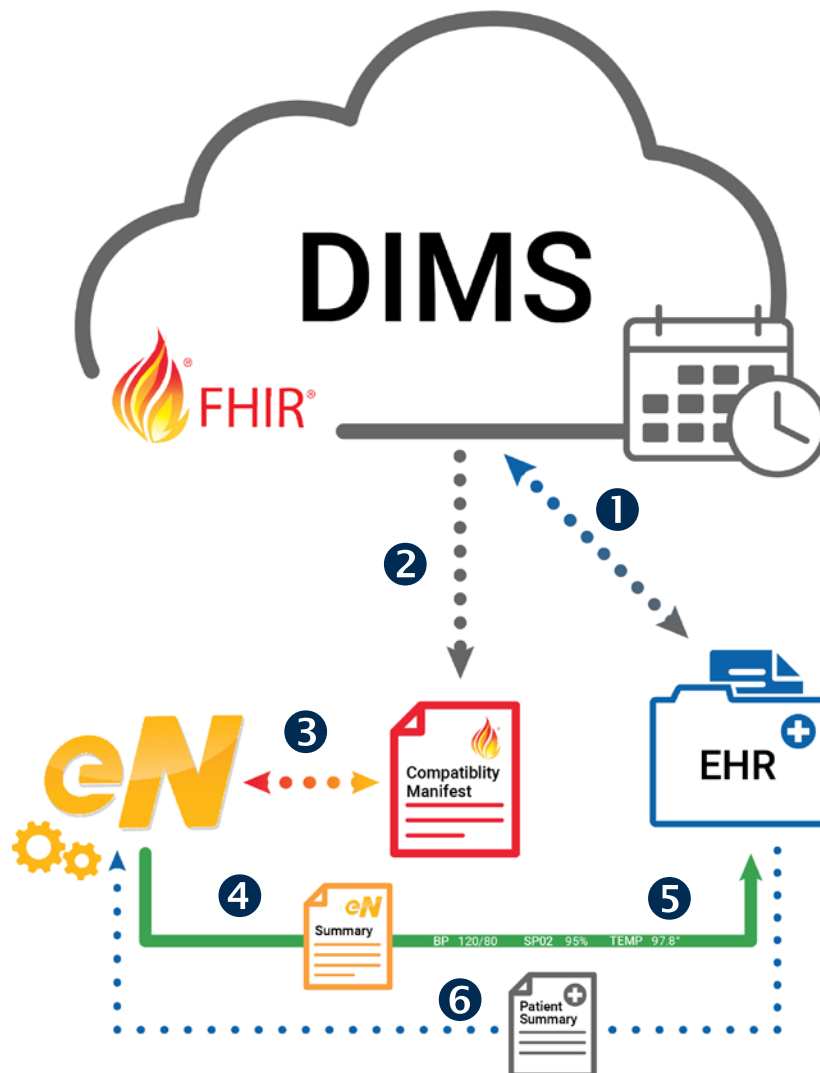 DIMS
FHIR®
1
2
3
Compatiblity
Manifest
EHR
eN
4
eN
Summary
BP 120/80 SP02 95% TEMP 97.8°
5
6
Patient
Summary